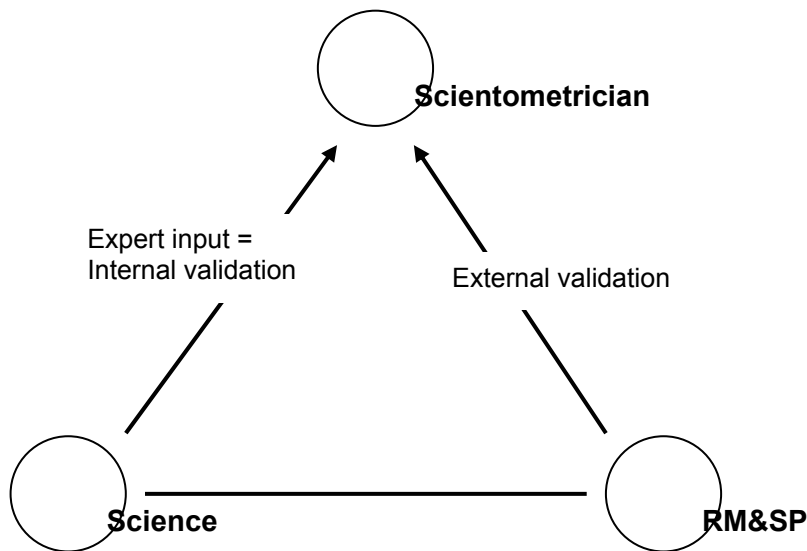 Scientometrician
Expert input =
Internal validation
External validation
Science
RM&SP